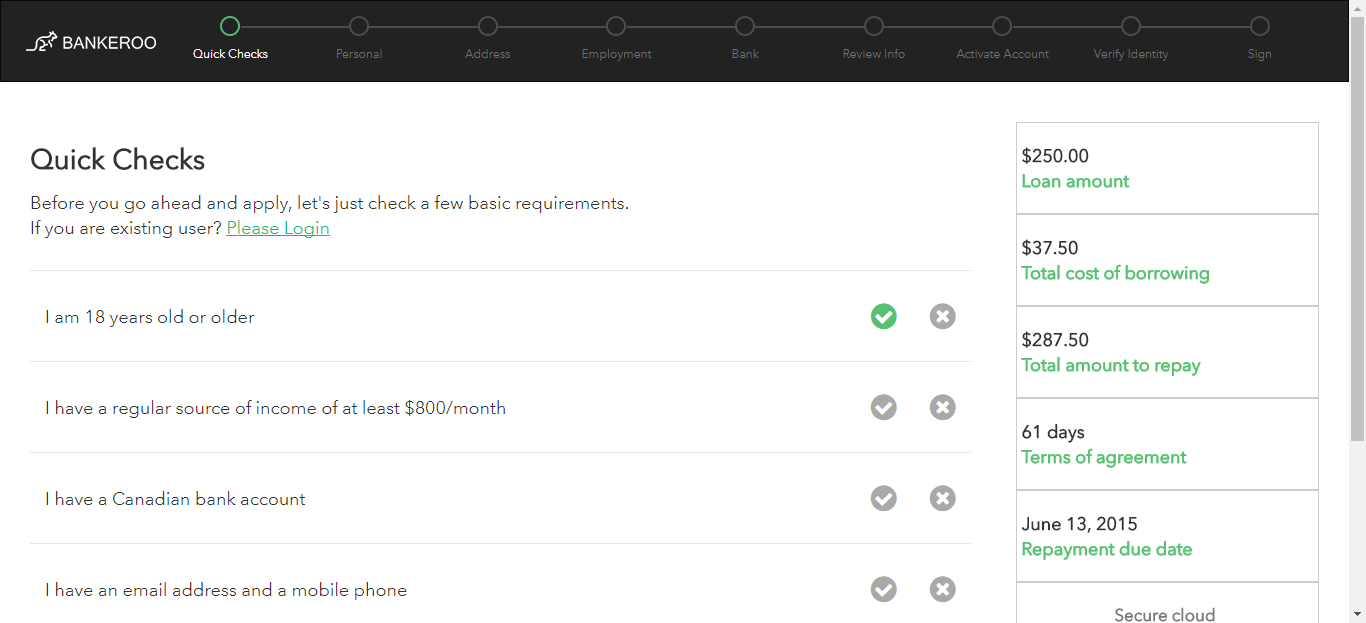 BANKEROO
Quick Checks
Personal
Address
Employment
Bank
Review Info
Activate Account
Verify Identity
Sign
Quick Checks
Before you go ahead and apply, let's just check a few basic requirements.
If you are existing user? Please Login
I am 18 years old or older
I have a regular source of income of at least $800/month
I have a Canadian bank account
I have an email address and a mobile phone
$250.00
Loan amount
$37.50
Total cost of borrowing
$287.50
Total amount to repay
61 days
Terms of agreement
June 13, 2015
Repayment due date
Secure cloud